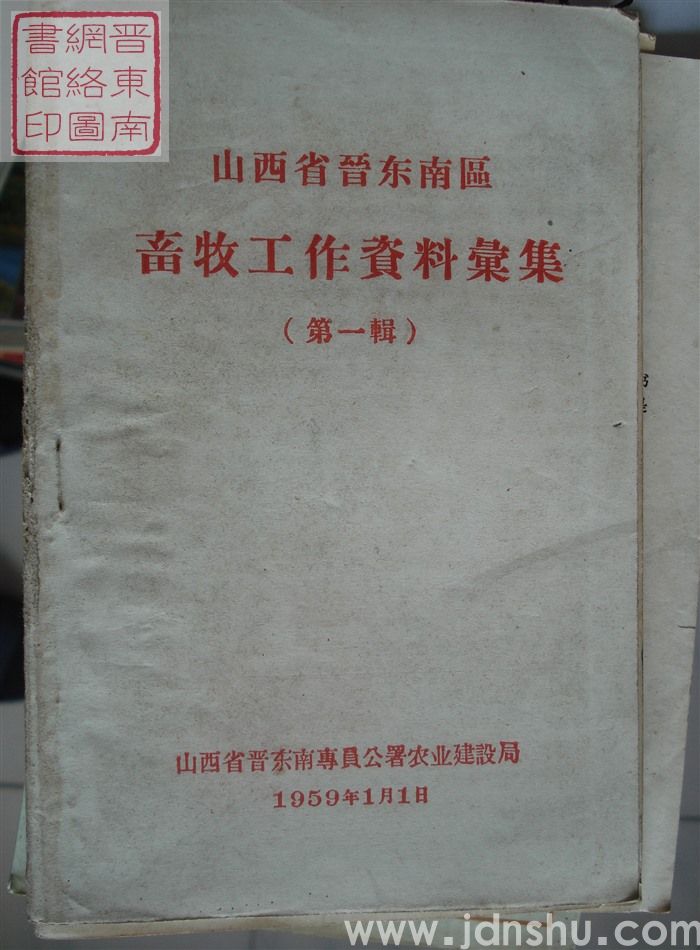 晋東南
網絡圖
書館印
山西省晉东南區
畜牧工作資料彙集
（第一輯）
山西省晋东南專員公署农业建設局
1959年1月1日
www.jdnshu.com